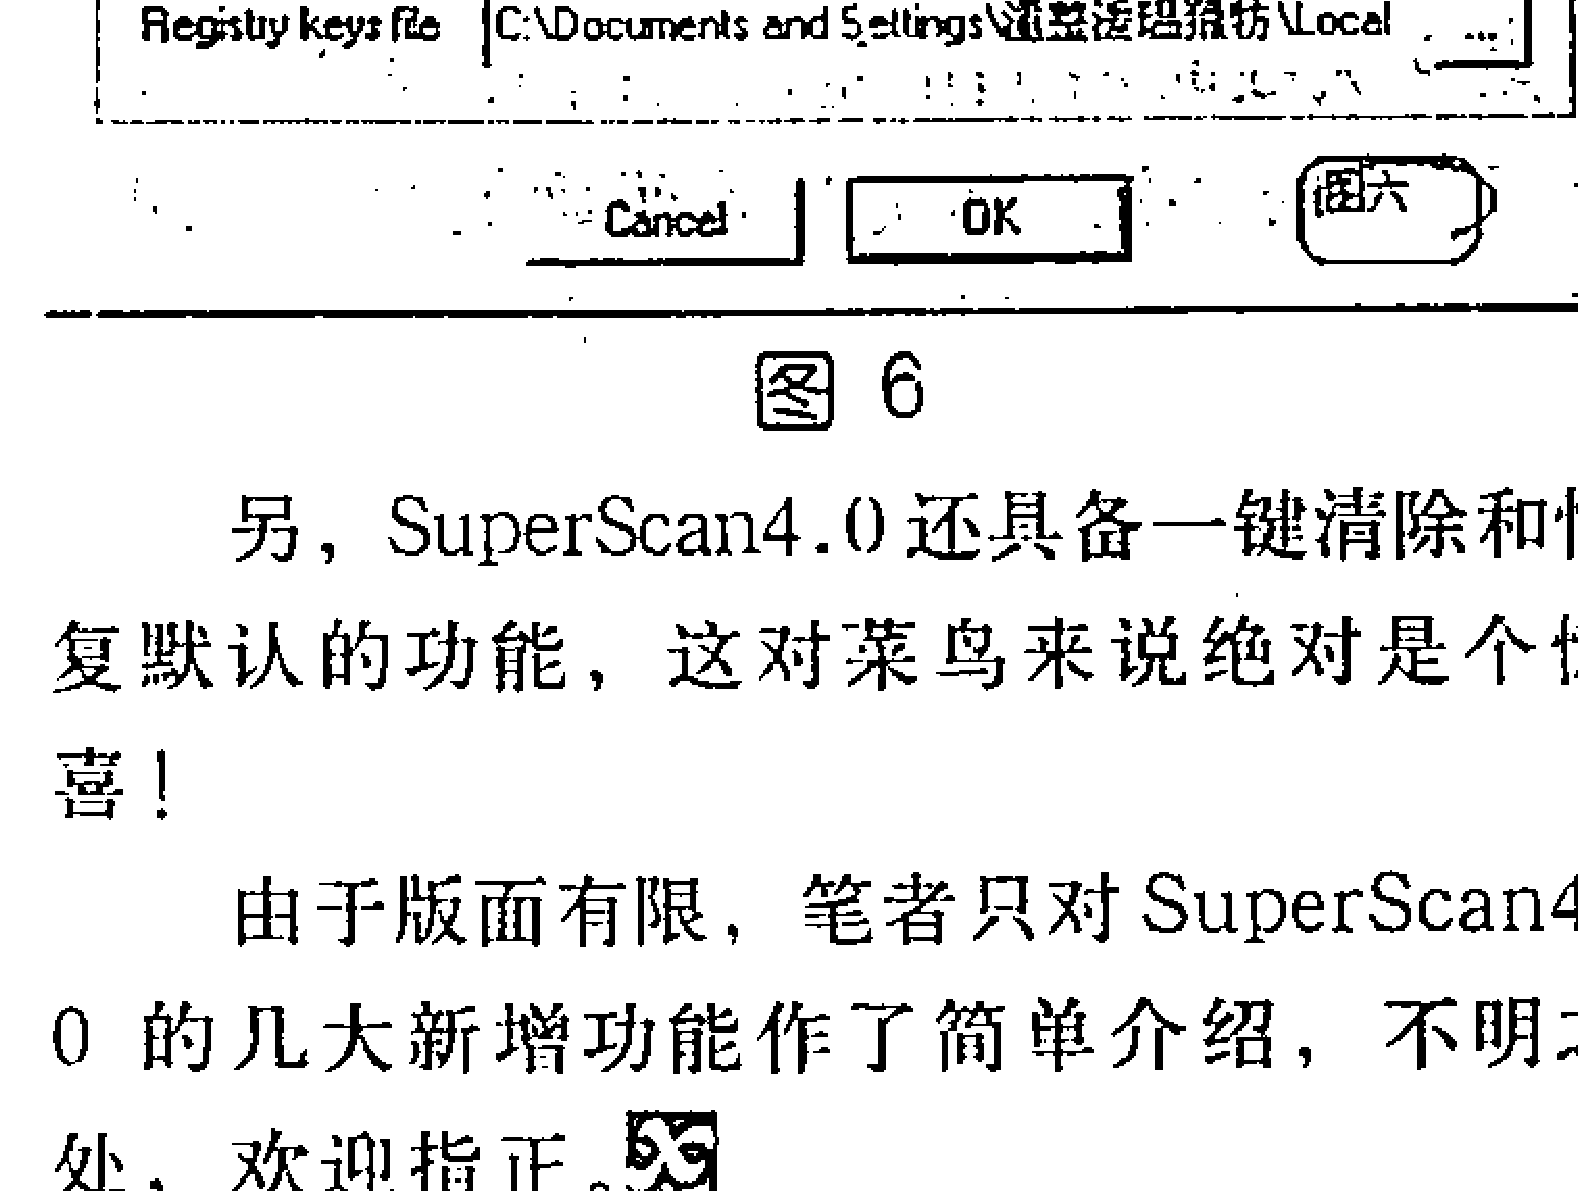 Registry keys file C:\Documents and Settings\ \Local ...
Cancel OK 图六
图 6
另，SuperScan4.0还具备一键清除和
复默认的功能，这对菜鸟来说绝对是个
喜！
由于版面有限，笔者只对SuperScan4
0 的几大新增功能作了简单介绍，不明之
处，欢迎指正。